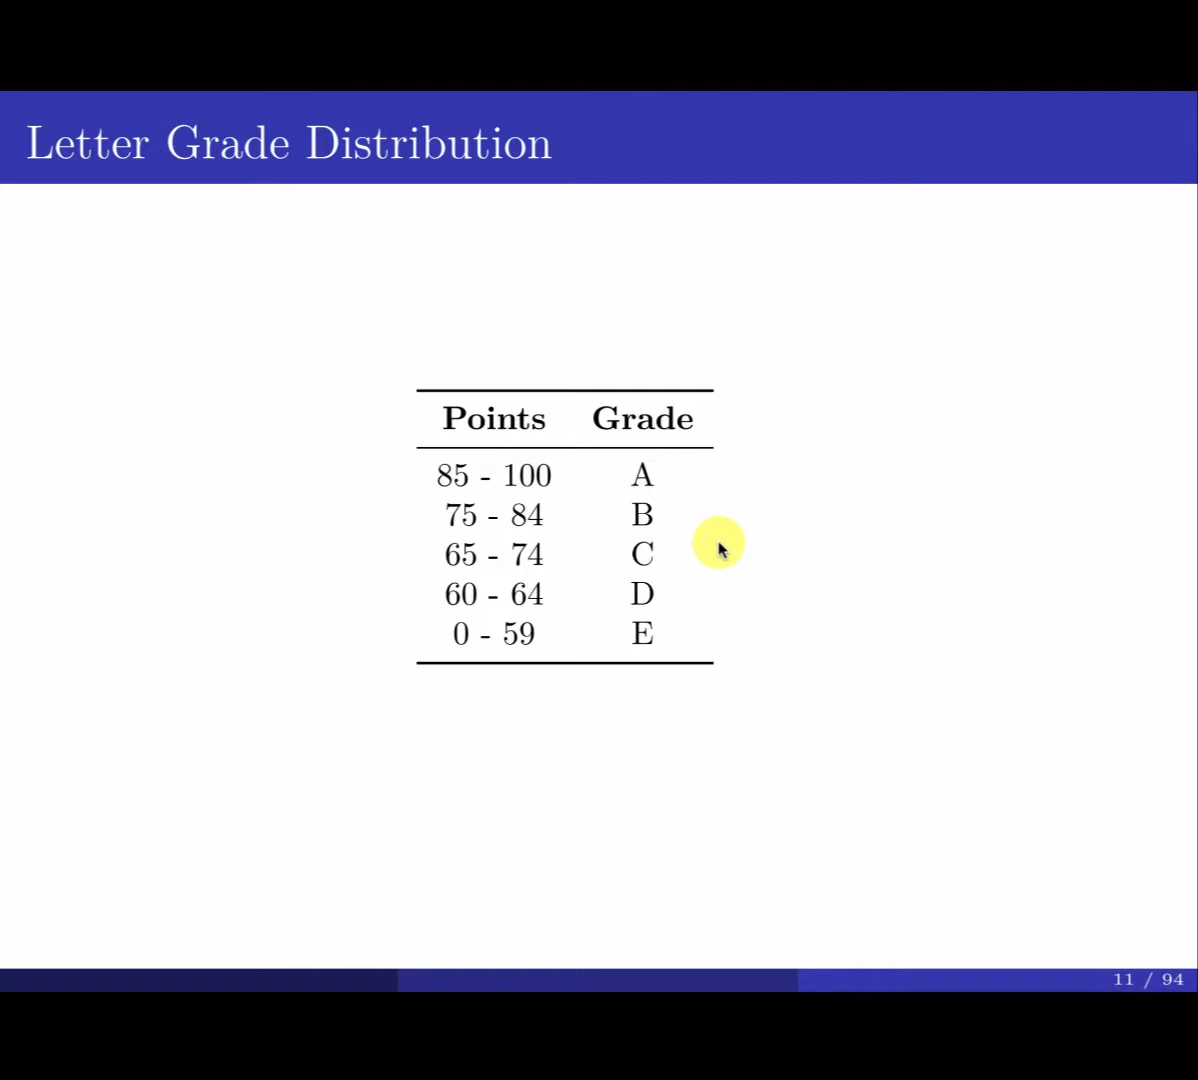 Letter Grade Distribution
Points Grade
85 - 100 A
75 - 84 B
65 - 74 C
60 - 64 D
0 - 59 E
11 / 94